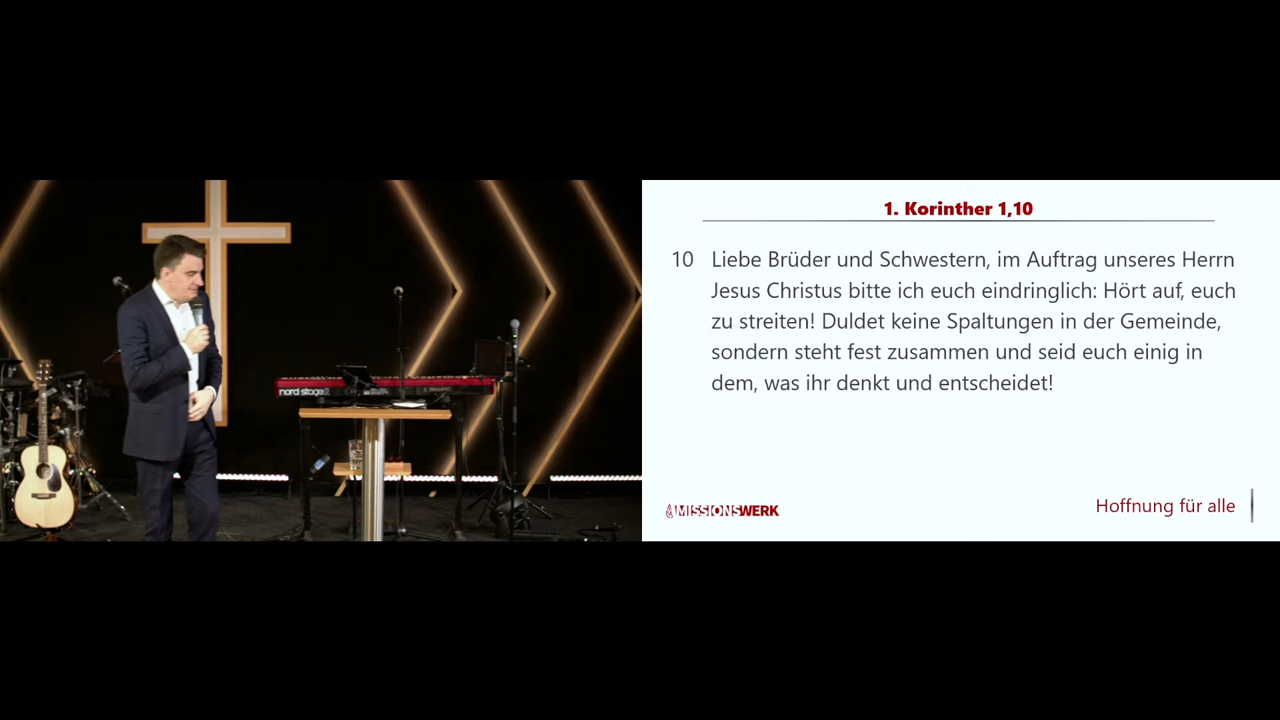 nord stage 2
1. Korinther 1,10
10 Liebe Brüder und Schwestern, im Auftrag unseres Herrn
Jesus Christus bitte ich euch eindringlich: Hört auf, euch
zu streiten! Duldet keine Spaltungen in der Gemeinde,
sondern steht fest zusammen und seid euch einig in
dem, was ihr denkt und entscheidet!
MISSIONSWERK
Hoffnung für alle